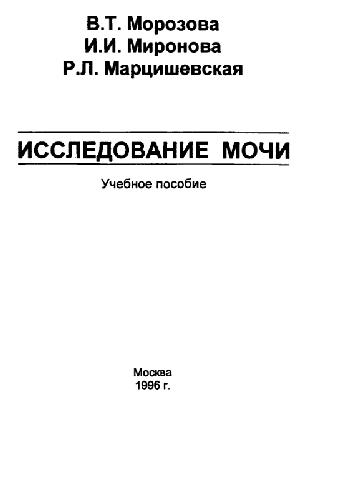 В.Т. Морозова
И.И. Миронова
Р.Л. Марцишевская
ИССЛЕДОВАНИЕ МОЧИ
Учебное пособие
Москва
1996 г.